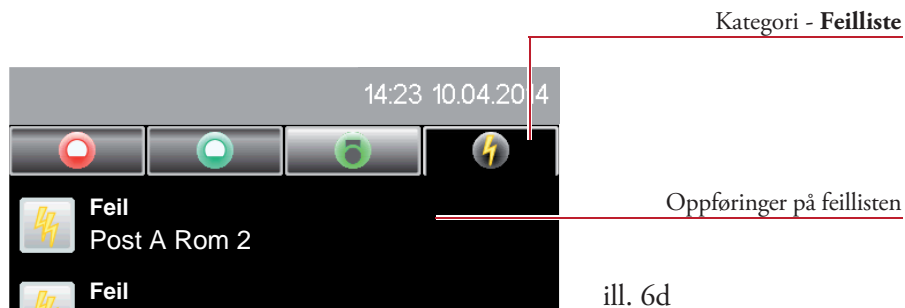 Kategori - Feilliste
14:23 10.04.2014
Feil
Post A Rom 2
Oppføringer på feillisten
Feil
ill. 6d